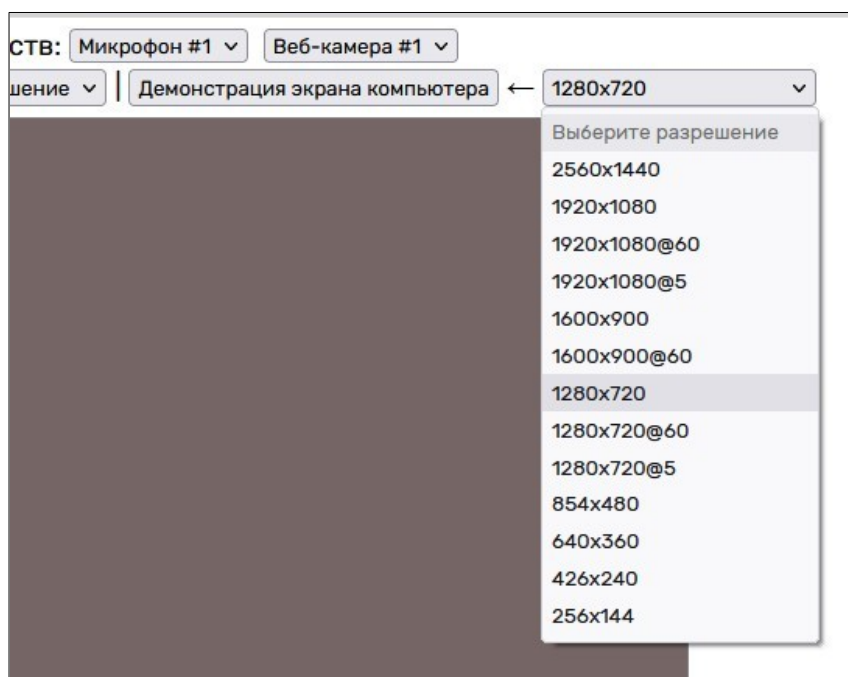 ств: Микрофон #1 Веб-камера #1
шение | Демонстрация экрана компьютера ← 1280x720
Выберите разрешение
2560x1440
1920x1080
1920x1080@60
1920x1080@5
1600x900
1600x900@60
1280x720
1280x720@60
1280x720@5
854x480
640x360
426x240
256x144